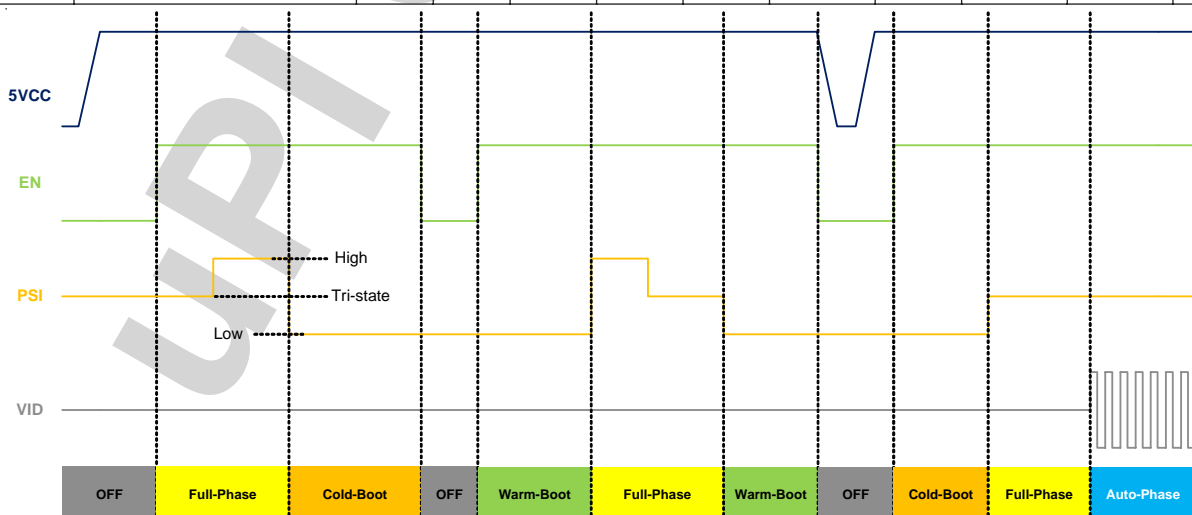 5VCC
EN
High
PSI
Tri-state
Low
VID
OFF
Full-Phase
Cold-Boot
OFF
Warm-Boot
Full-Phase
Warm-Boot
OFF
Cold-Boot
Full-Phase
Auto-Phase
uPI